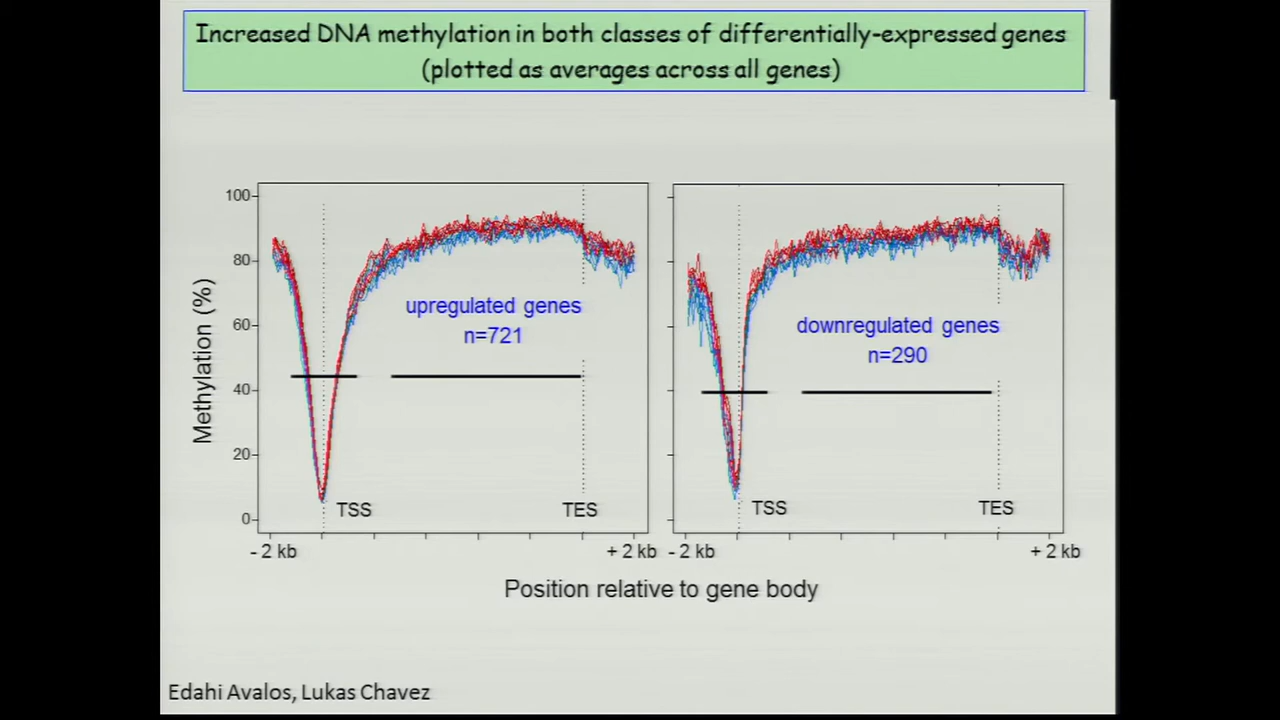 Increased DNA methylation in both classes of differentially-expressed genes
(plotted as averages across all genes)
Methylation (%)
100
80
60
40
20
0
upregulated genes
n=721
TSS
TES
- 2 kb
+ 2 kb
downregulated genes
n=290
TSS
TES
- 2 kb
+ 2 kb
Position relative to gene body
Edahi Avalos, Lukas Chavez